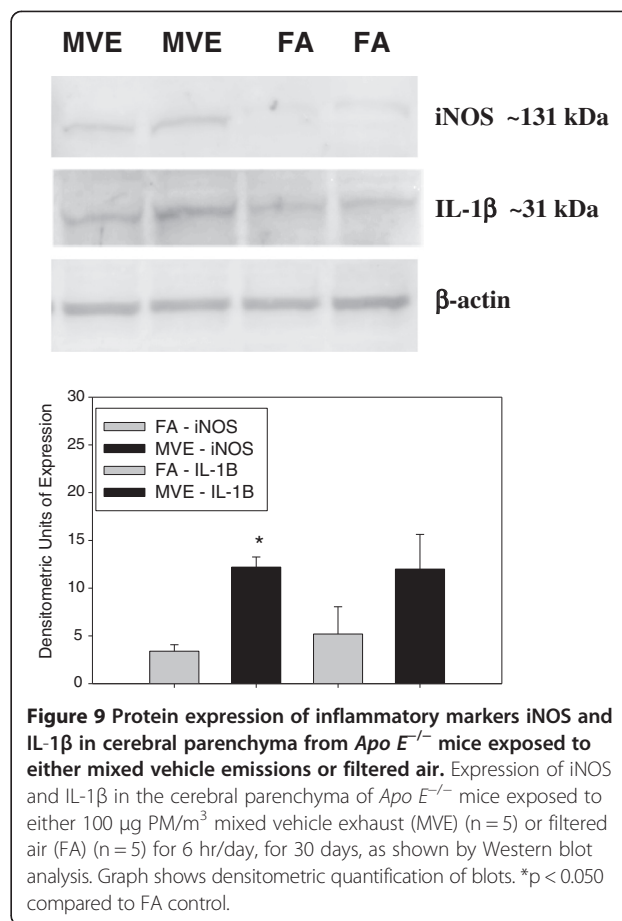 MVE MVE FA FA
iNOS ~131 kDa
IL-1β ~31 kDa
β-actin
30
25
20
15
10
5
0
Densitometric Units of Expression
FA - iNOS
MVE - iNOS
FA - IL-1B
MVE - IL-1B
*
Figure 9 Protein expression of inflammatory markers iNOS and
IL-1β in cerebral parenchyma from Apo E⁻/⁻ mice exposed to
either mixed vehicle emissions or filtered air. Expression of iNOS
and IL-1β in the cerebral parenchyma of Apo E⁻/⁻ mice exposed to
either 100 μg PM/m³ mixed vehicle exhaust (MVE) (n = 5) or filtered
air (FA) (n = 5) for 6 hr/day, for 30 days, as shown by Western blot
analysis. Graph shows densitometric quantification of blots. *p < 0.050
compared to FA control.